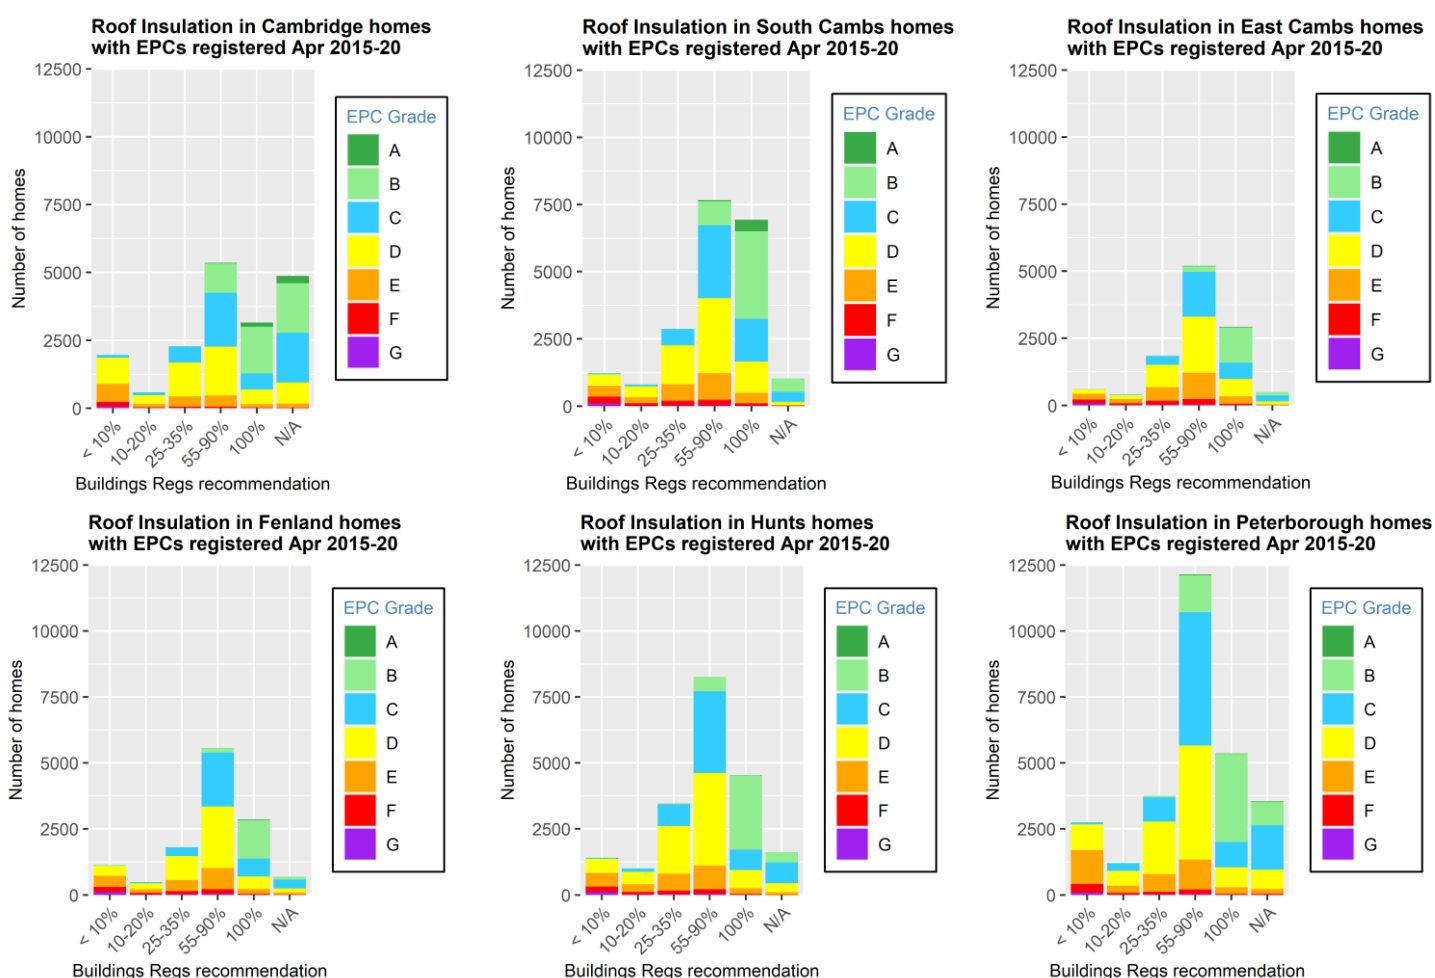 Roof Insulation in Cambridge homes
with EPCs registered Apr 2015-20
12500
10000
7500
5000
2500
0
Number of homes
< 10%
10-20%
25-35%
55-90%
100%
N/A
Buildings Regs recommendation
EPC Grade
A
B
C
D
E
F
G
Roof Insulation in South Cambs homes
with EPCs registered Apr 2015-20
12500
10000
7500
5000
2500
0
Number of homes
< 10%
10-20%
25-35%
55-90%
100%
N/A
Buildings Regs recommendation
EPC Grade
A
B
C
D
E
F
G
Roof Insulation in East Cambs homes
with EPCs registered Apr 2015-20
12500
10000
7500
5000
2500
0
Number of homes
< 10%
10-20%
25-35%
55-90%
100%
N/A
Buildings Regs recommendation
EPC Grade
A
B
C
D
E
F
G
Roof Insulation in Fenland homes
with EPCs registered Apr 2015-20
12500
10000
7500
5000
2500
0
Number of homes
< 10%
10-20%
25-35%
55-90%
100%
N/A
Buildings Regs recommendation
EPC Grade
A
B
C
D
E
F
G
Roof Insulation in Hunts homes
with EPCs registered Apr 2015-20
12500
10000
7500
5000
2500
0
Number of homes
< 10%
10-20%
25-35%
55-90%
100%
N/A
Buildings Regs recommendation
EPC Grade
A
B
C
D
E
F
G
Roof Insulation in Peterborough homes
with EPCs registered Apr 2015-20
12500
10000
7500
5000
2500
0
Number of homes
< 10%
10-20%
25-35%
55-90%
100%
N/A
Buildings Regs recommendation
EPC Grade
A
B
C
D
E
F
G